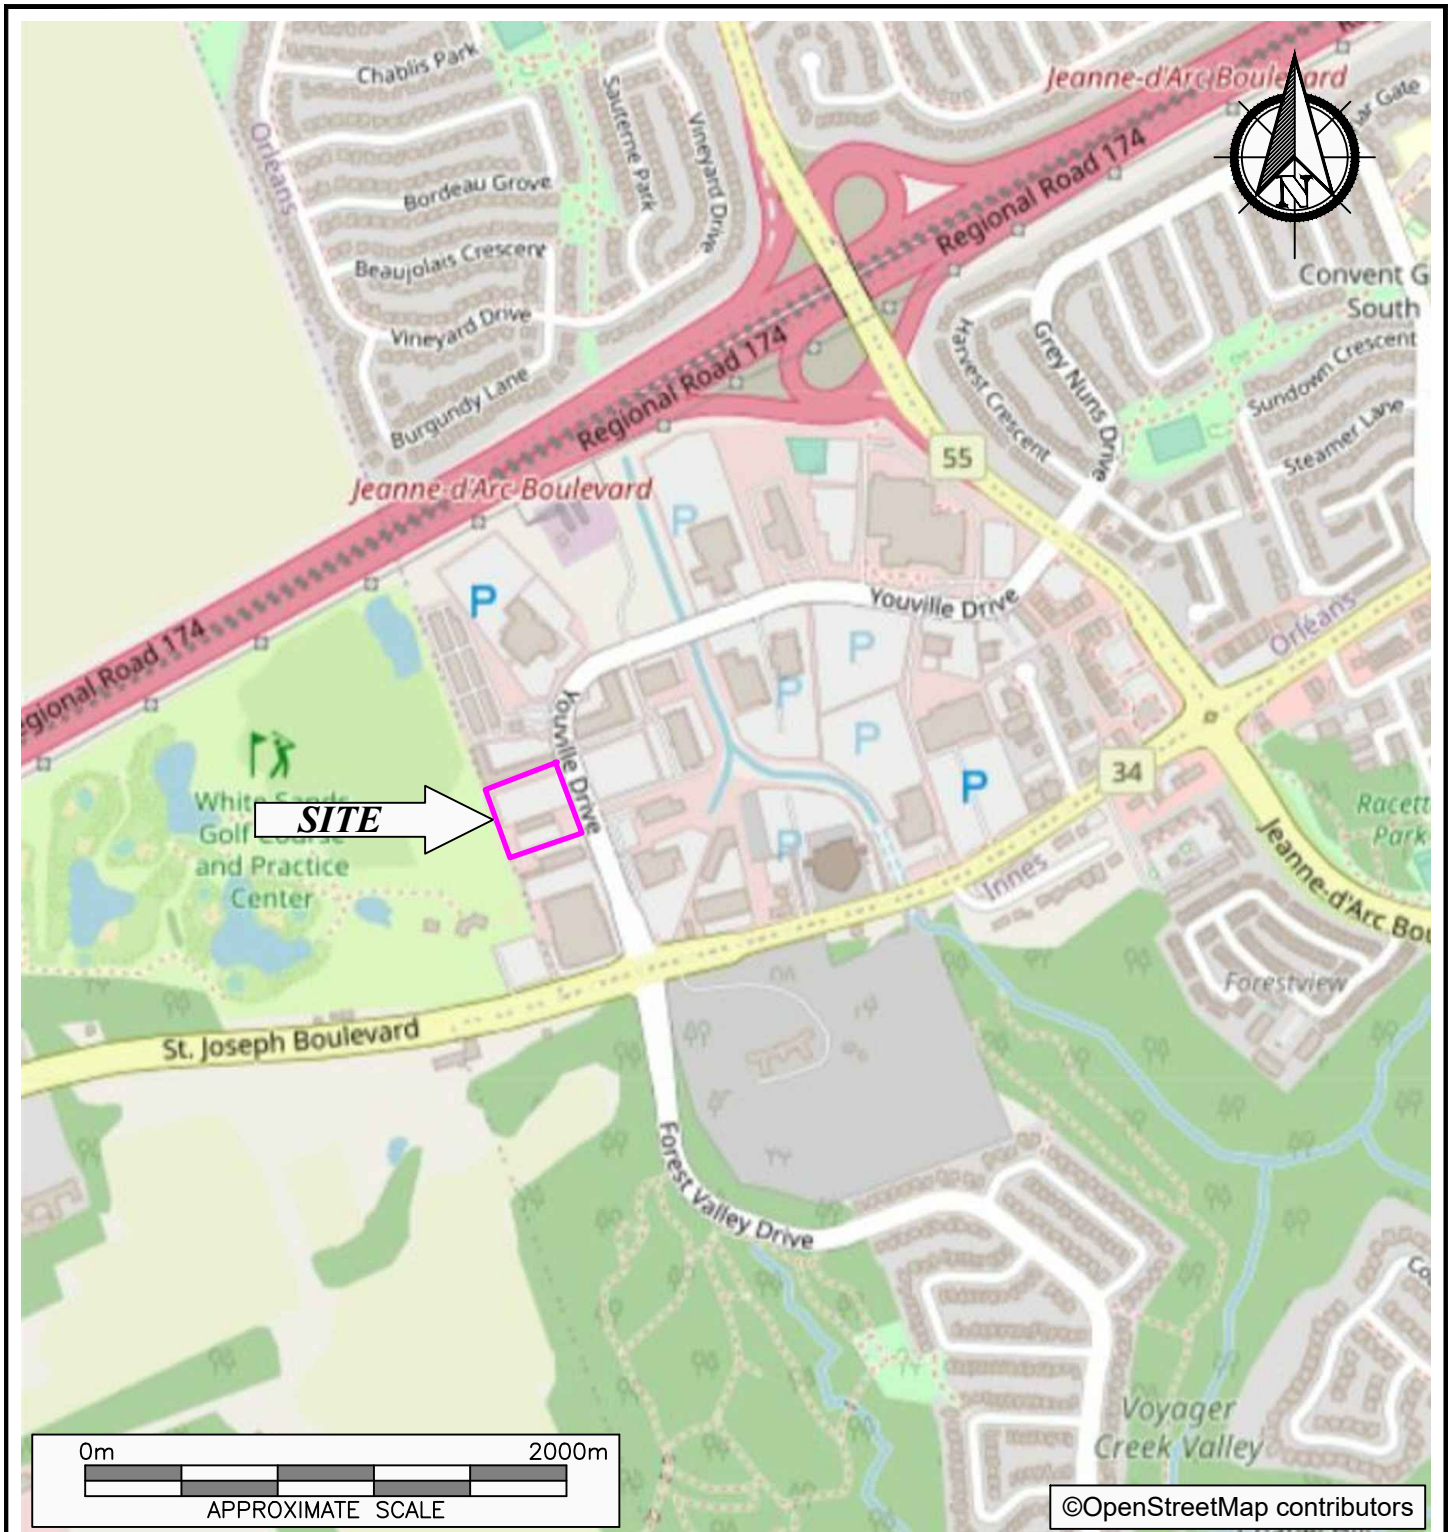 Chablis Park
Sauterne Park
Vineyard Drive
Orléans
Bordeau Grove
Beaujolais Crescent
Vineyard Drive
Burgundy Lane
Jeanne-d'Arc Boulevard
Regional Road 174
N
Convent G
South
Sundown Crescent
Steamer Lane
Grey Nuns Drive
Harvest Crescent
Regional Road 174
55
Jeanne-d'Arc Boulevard
P
P
Youville Drive
Orléans
egional Road 174
P
P
Youville Drive
P
P
34
White Sands
Golf Course
and Practice
Center
SITE
P
Racett
Park
Innes
Jeanne-d'Arc Bou
Forestview
St. Joseph Boulevard
Forest Valley Drive
Co
Voyager
Creek Valley
0m 2000m
APPROXIMATE SCALE
©OpenStreetMap contributors